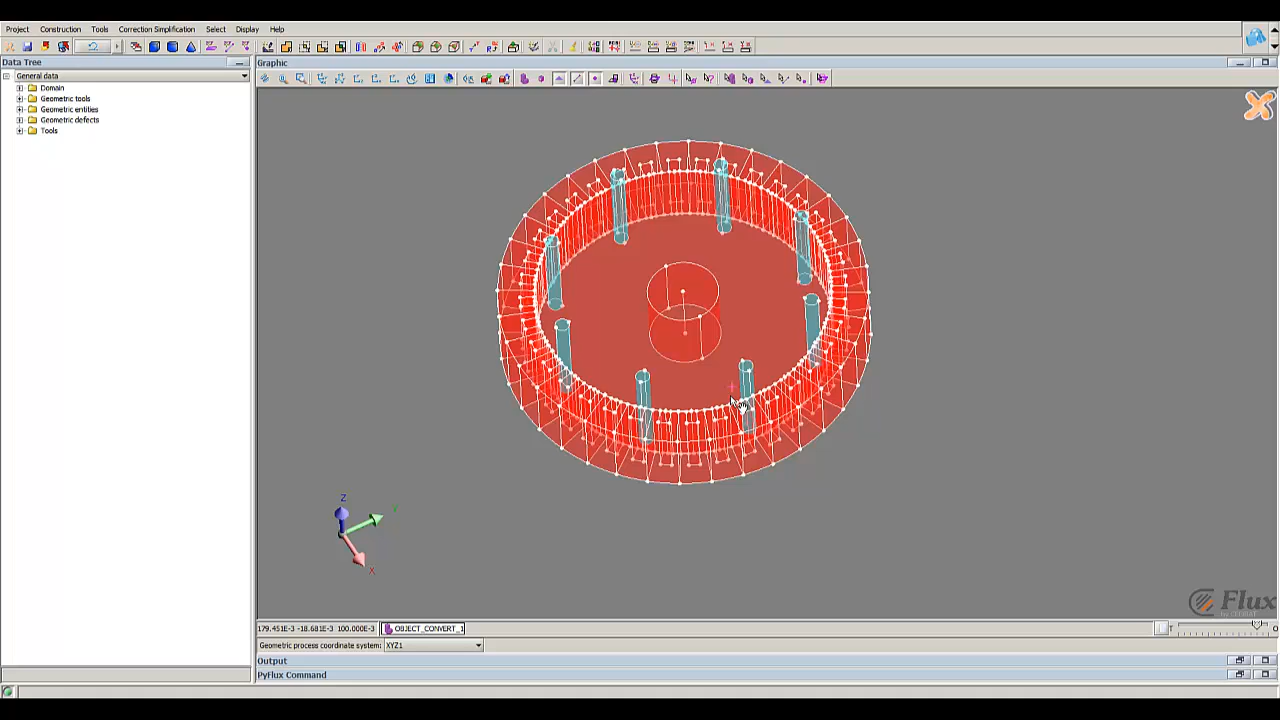 Project Construction Tools Correction Simplification Select Display Help
Data Tree
Graphic
General data
Domain
Geometric tools
Geometric entities
Geometric defects
Tools
Z
Y
X
Flux
179.451E-3 -18.681E-3 100.000E-3
OBJECT_CONVERT_1
T
O
Geometric process coordinate system: XYZ1
Output
PyFlux Command